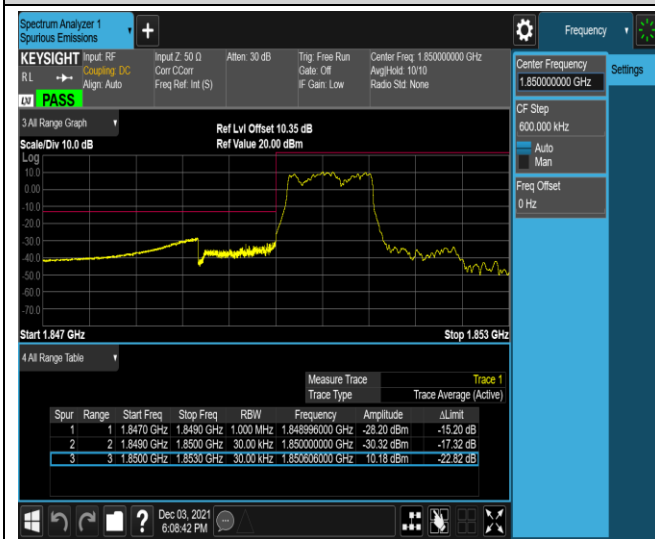 Spectrum Analyzer 1
Spurious Emissions
Frequency
KEYSIGHT
Input: RF
Input Z: 50 Ω
Atten: 30 dB
Trig: Free Run
Center Freq: 1.850000000 GHz
RL
Coupling: DC
Corr CCorr
Gate: Off
Avg|Hold: 10/10
Align: Auto
Freq Ref: Int (S)
IF Gain: Low
Radio Std: None
LXI
PASS
Center Frequency
1.850000000 GHz
Settings
CF Step
600.000 kHz
Auto
Man
Freq Offset
0 Hz
3 All Range Graph
Ref Lvl Offset 10.35 dB
Scale/Div 10.0 dB
Ref Value 20.00 dBm
Log
10.0
0.00
-10.0
-20.0
-30.0
-40.0
-50.0
-60.0
-70.0
Start 1.847 GHz
Stop 1.853 GHz
4 All Range Table
Measure Trace
Trace 1
Trace Type
Trace Average (Active)
Spur Range Start Freq Stop Freq RBW Frequency Amplitude ΔLimit
1 1 1.8470 GHz 1.8490 GHz 1.000 MHz 1.848996000 GHz -28.20 dBm -15.20 dB
2 2 1.8490 GHz 1.8500 GHz 30.00 kHz 1.850000000 GHz -30.32 dBm -17.32 dB
3 3 1.8500 GHz 1.8530 GHz 30.00 kHz 1.850606000 GHz 10.18 dBm -22.82 dB
?
Dec 03, 2021
6:08:42 PM